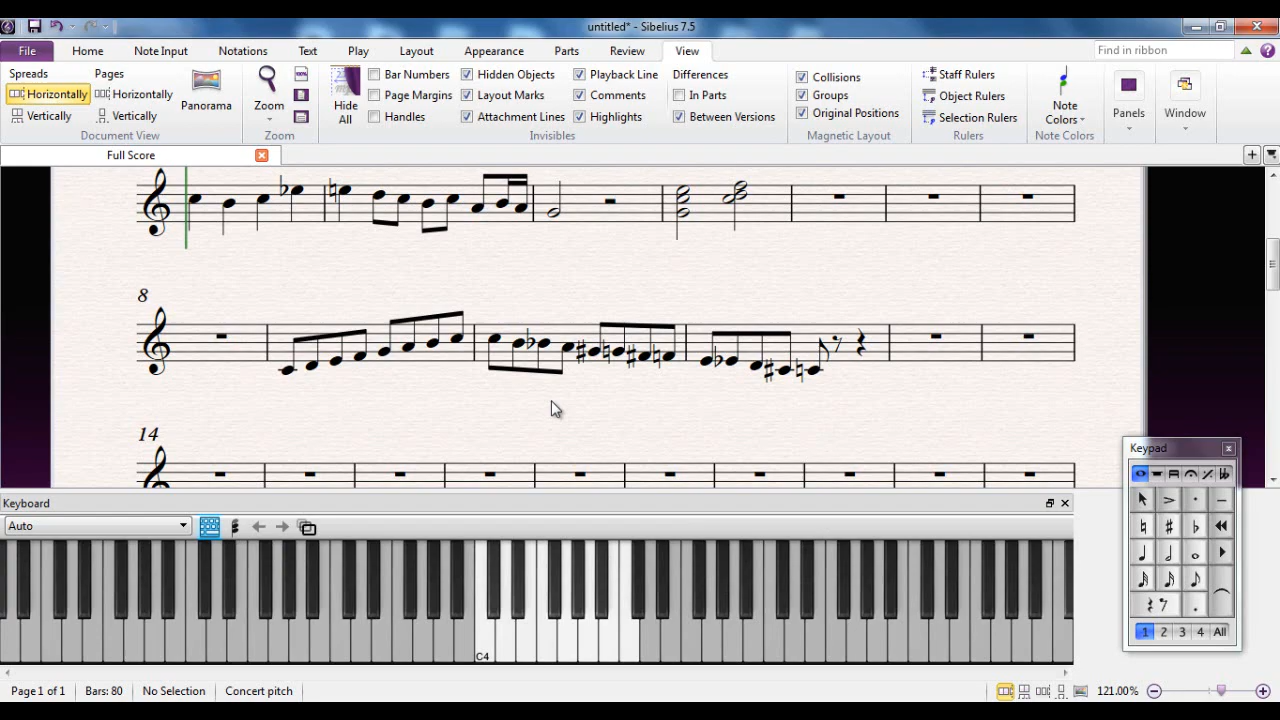 untitled* - Sibelius 7.5
File Home Note Input Notations Text Play Layout Appearance Parts Review View Find in ribbon
Spreads Pages Bar Numbers Hidden Objects Playback Line Differences Collisions Staff Rulers
Horizontally Horizontally Panorama Zoom Hide All Page Margins Layout Marks Comments In Parts Groups Object Rulers Note Colors Panels Window
Vertically Vertically Handles Attachment Lines Highlights Between Versions Original Positions Selection Rulers
Document View Zoom Invisibles Magnetic Layout Rulers Note Colors
Full Score
8
14
Keypad
Keyboard
Auto
C4
1 2 3 4 All
Page 1 of 1 Bars: 80 No Selection Concert pitch 121.00%